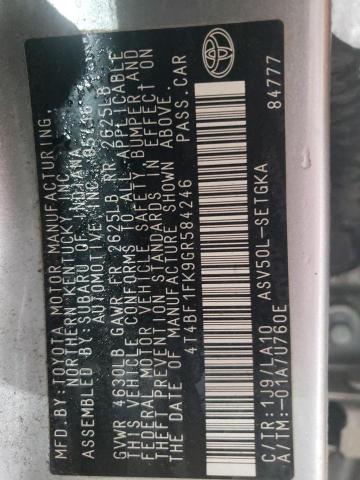 MFD.BY:TOYOTA MOTOR MANUFACTURING
NORTHERN KENTUCKY, INC.
ASSEMBLED BY:SUBARU OF INDIANA
AUTOMOTIVE, INC.
GVWR 4630LB GAWR FR 2625LB RR 2625LB
THIS VEHICLE CONFORMS TO ALL APPLICABLE
FEDERAL MOTOR VEHICLE SAFETY, BUMPER, AND
THEFT PREVENTION STANDARDS IN EFFECT ON
THE DATE OF MANUFACTURE SHOWN ABOVE.
4T4BF1FK9GR584246 PASS.CAR
C/TR:1J9/LA10 ASV50L-SETGKA
A/TM:-01A/U760E 84777
TOYOTA